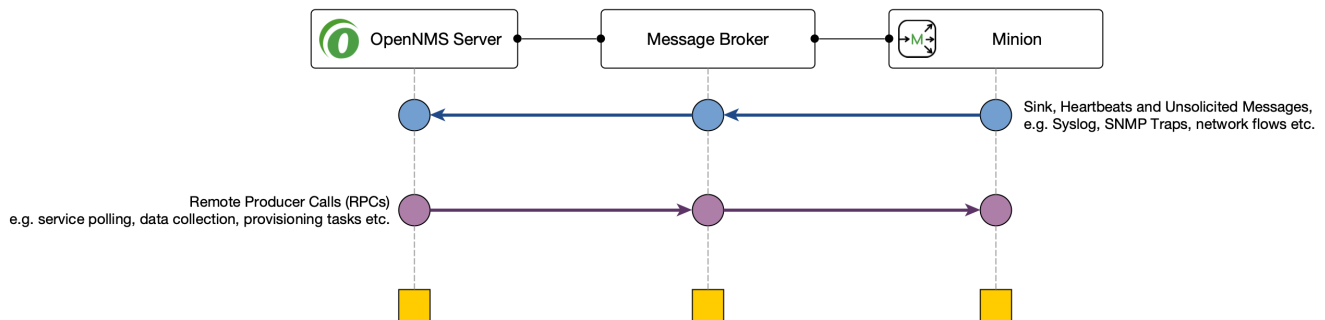 OpenNMS Server
Message Broker
M
Minion
Sink, Heartbeats and Unsolicited Messages,
e.g. Syslog, SNMP Traps, network flows etc.
Remote Producer Calls (RPCs)
e.g. service polling, data collection, provisioning tasks etc.